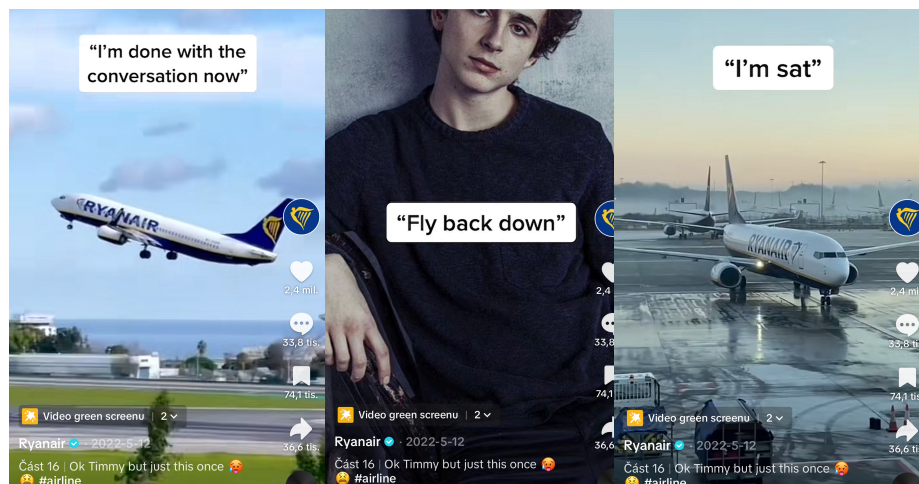 “I’m done with the
conversation now”
RYANAIR
2,4 mil.
33,8 tis.
74,1 tis.
36,6 tis.
Video green screenu | 2
Ryanair · 2022-5-12
Část 16 | Ok Timmy but just this once 🥵
😫 #airline
“Fly back down”
2,4
33,8
74,1
36,6
Video green screenu | 2
Ryanair · 2022-5-12
Část 16 | Ok Timmy but just this once 🥵
😫 #airline
“I’m sat”
RYANAIR
2,4 mil
33,8 tis.
74,1 tis.
36,6 tis
Video green screenu | 2
Ryanair · 2022-5-12
Část 16 | Ok Timmy but just this once 🥵
😫 #airline